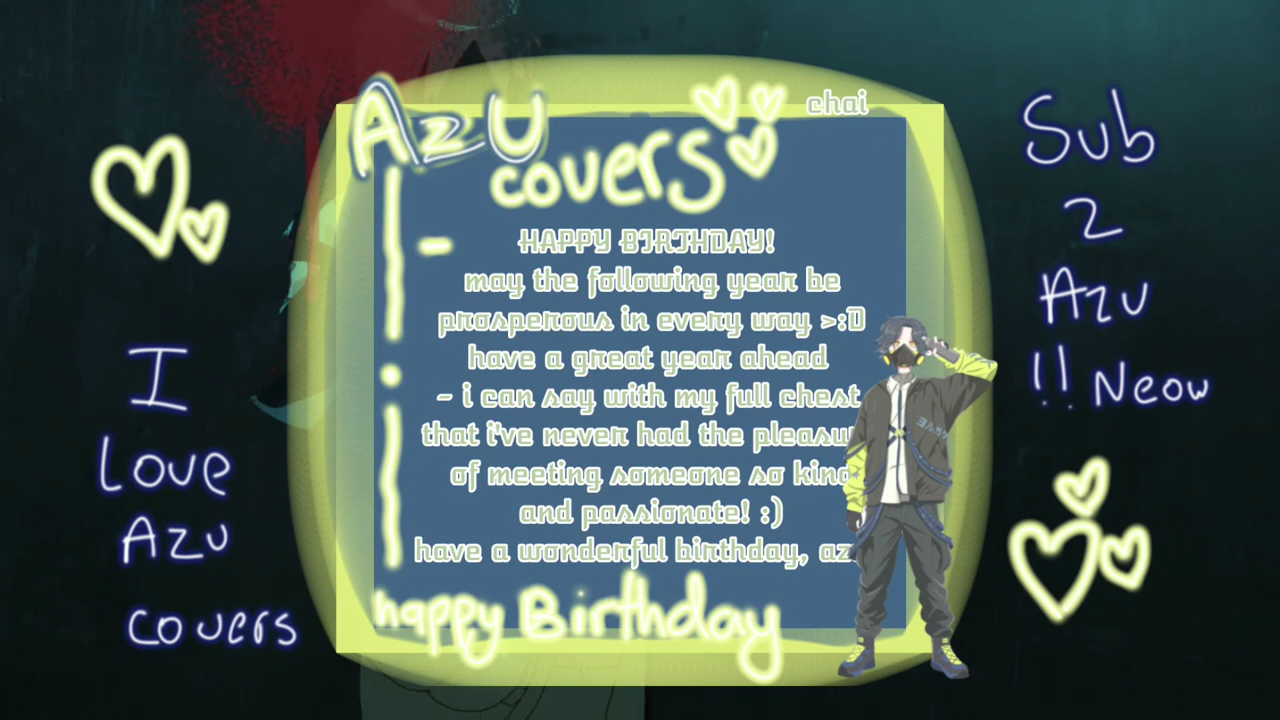 Azu
covers
chai
HAPPY BIRTHDAY!
may the following year be
prosperous in every way >:D
have a great year ahead
- i can say with my full chest
that i've never had the pleasu
of meeting someone so kind
and passionate! :)
have a wonderful birthday, az
happy Birthday
I
Love
Azu
covers
Sub
2
Azu
!! Neow